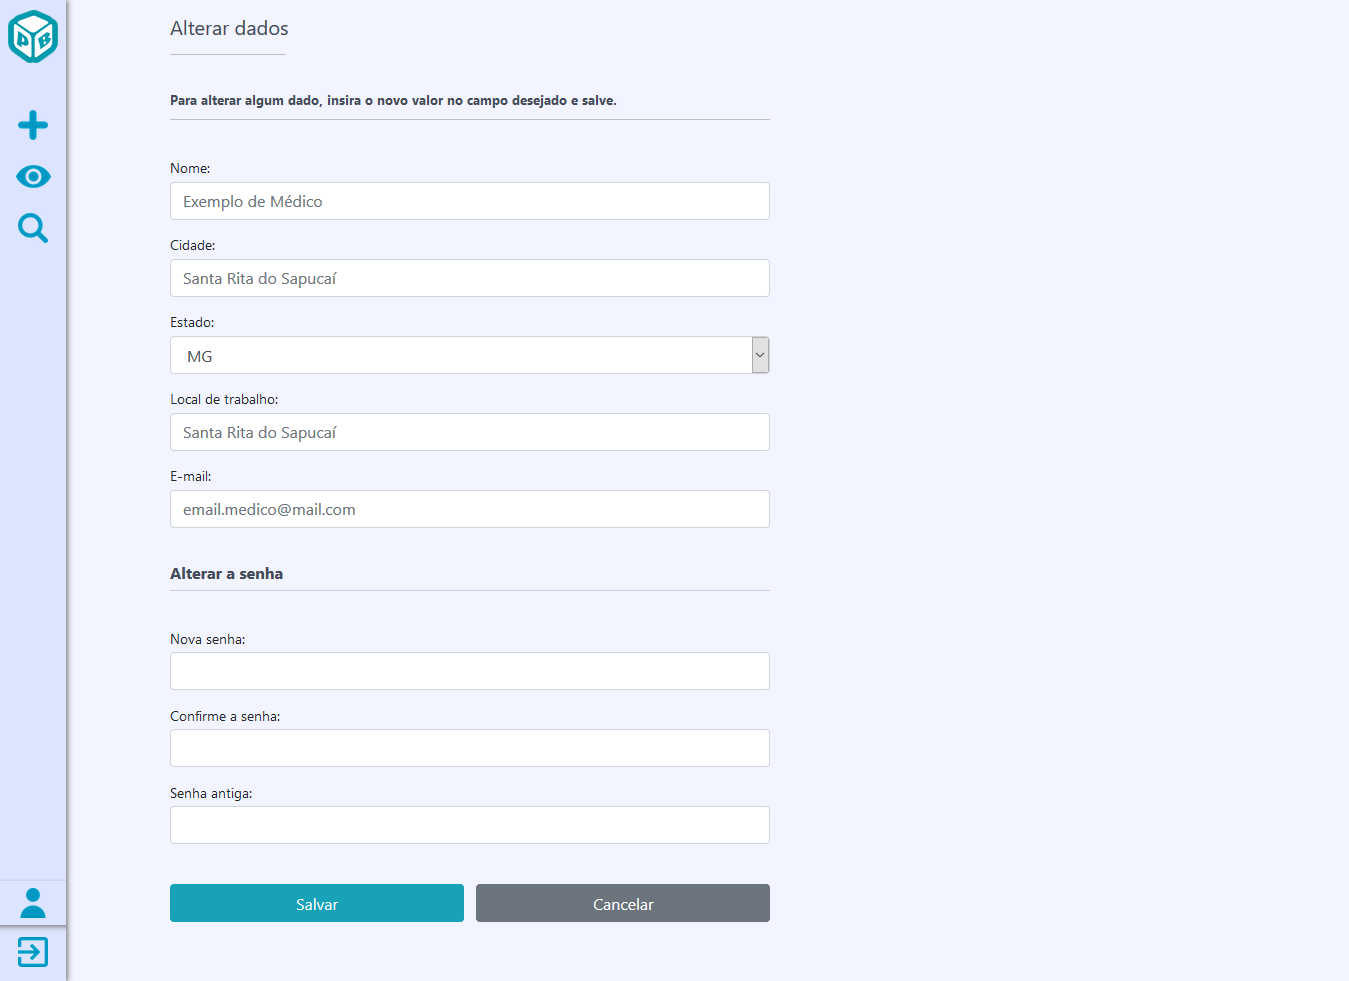 Alterar dados
Para alterar algum dado, insira o novo valor no campo desejado e salve.
Nome:
Exemplo de Médico
Cidade:
Santa Rita do Sapucaí
Estado:
MG
Local de trabalho:
Santa Rita do Sapucaí
E-mail:
email.medico@mail.com
Alterar a senha
Nova senha:
Confirme a senha:
Senha antiga:
Salvar
Cancelar